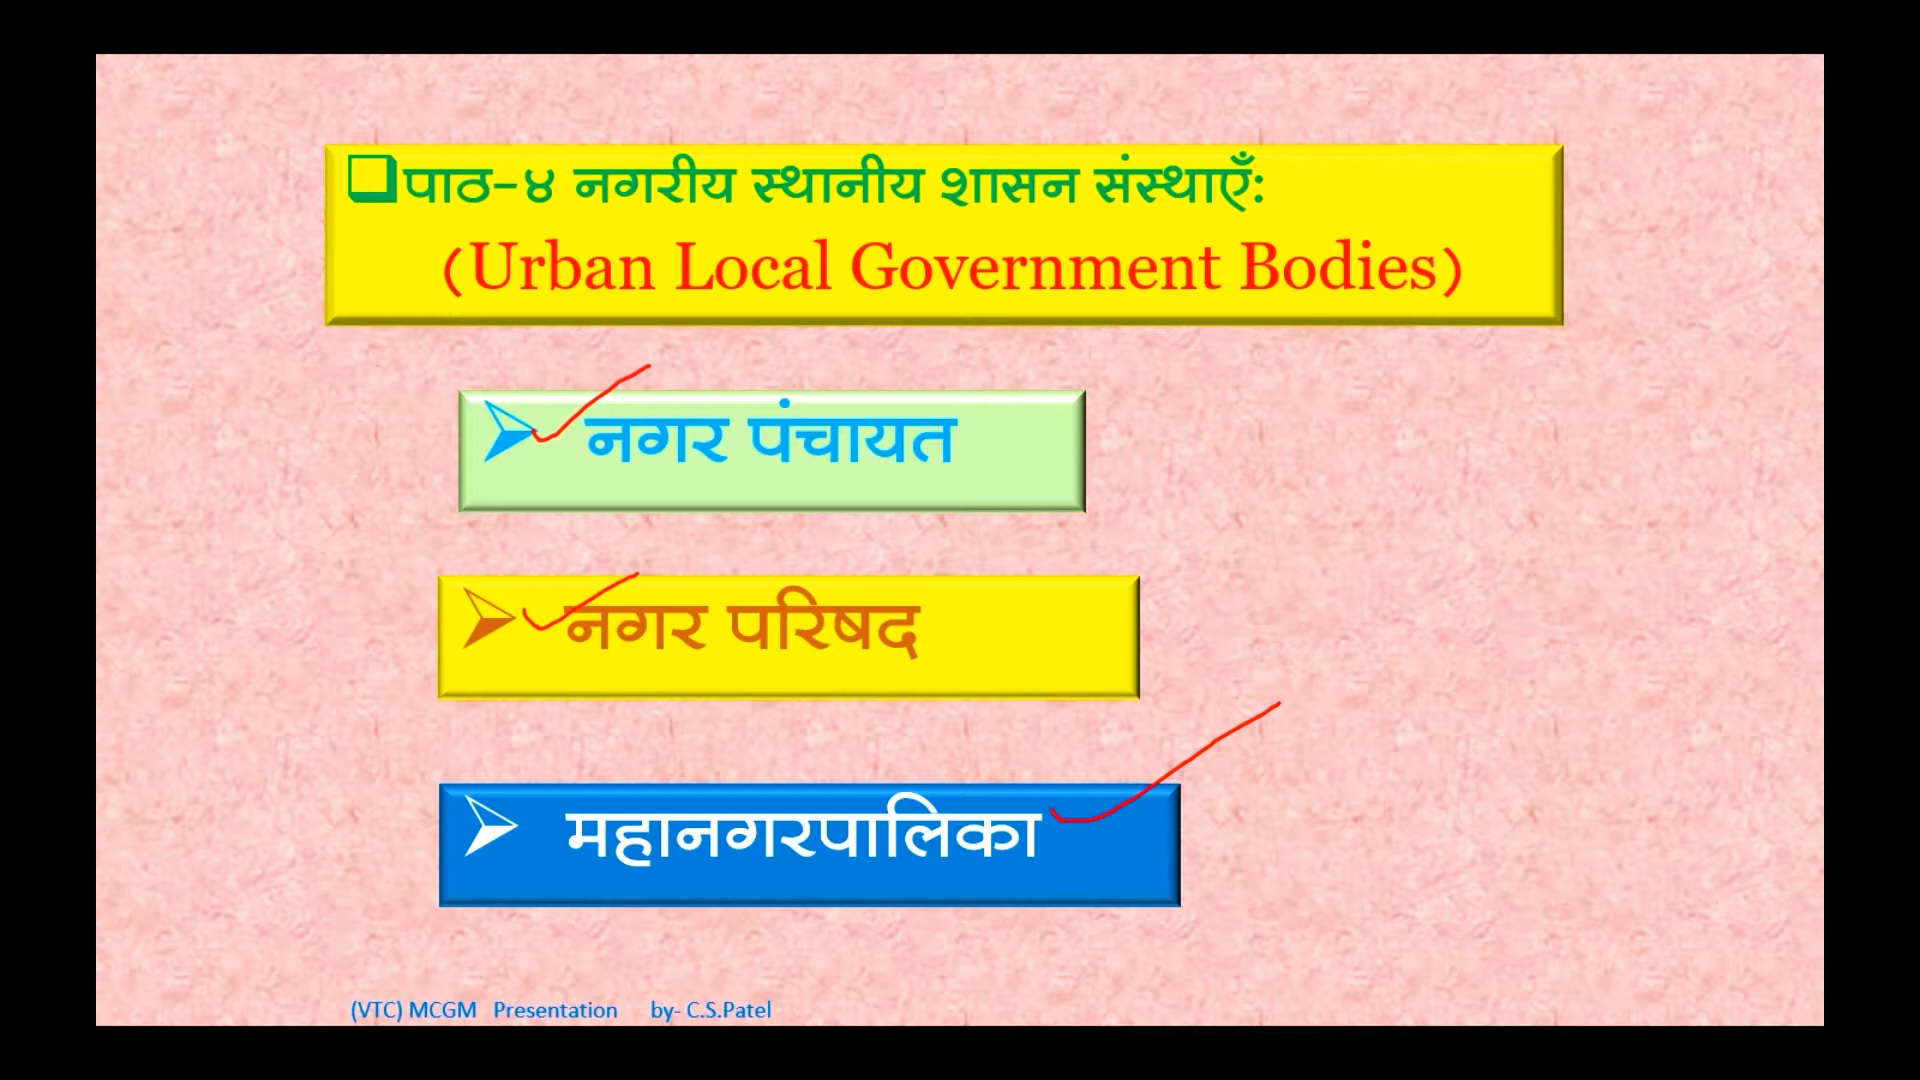 पाठ-४ नगरीय स्थानीय शासन संस्थाएँ:
(Urban Local Government Bodies)
नगर पंचायत
नगर परिषद
महानगरपालिका
(VTC) MCGM Presentation by- C.S.Patel